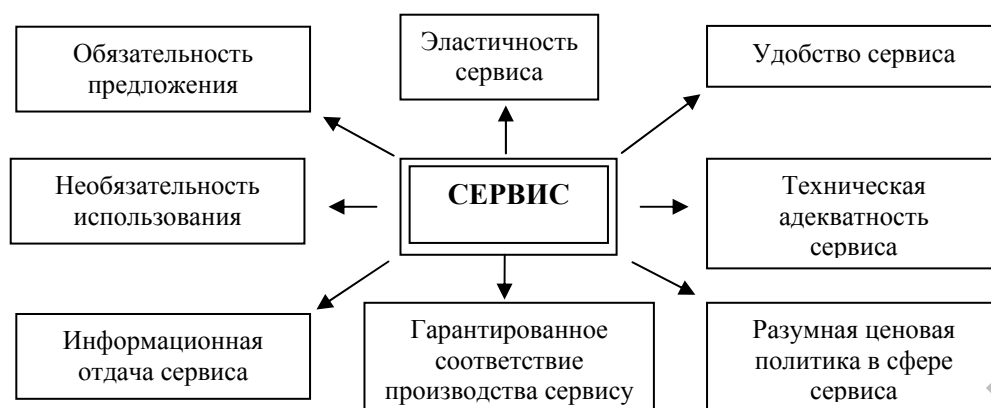 Обязательность
предложения
Эластичность
сервиса
Удобство сервиса
Необязательность
использования
СЕРВИС
Техническая
адекватность
сервиса
Информационная
отдача сервиса
Гарантированное
соответствие
производства сервису
Разумная ценовая
политика в сфере
сервиса